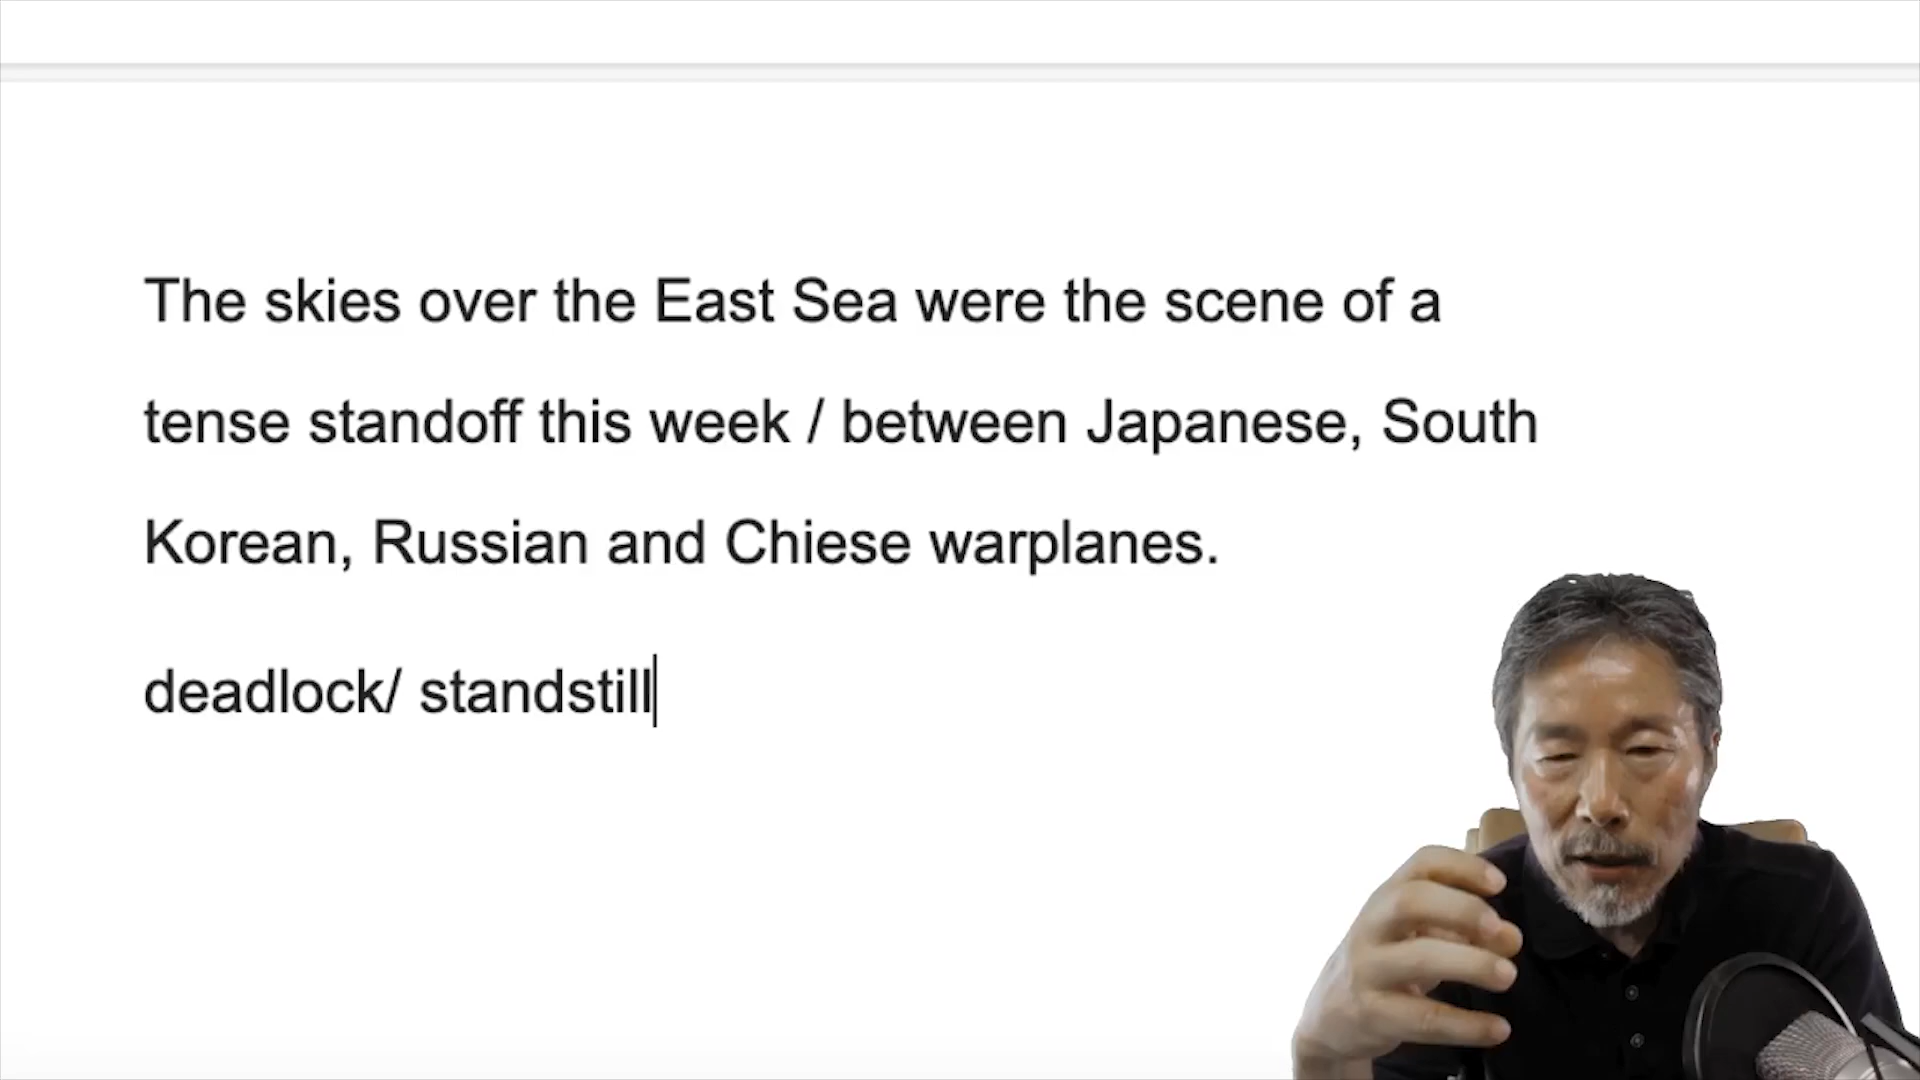 The skies over the East Sea were the scene of a
tense standoff this week / between Japanese, South
Korean, Russian and Chiese warplanes.
deadlock/ standstill